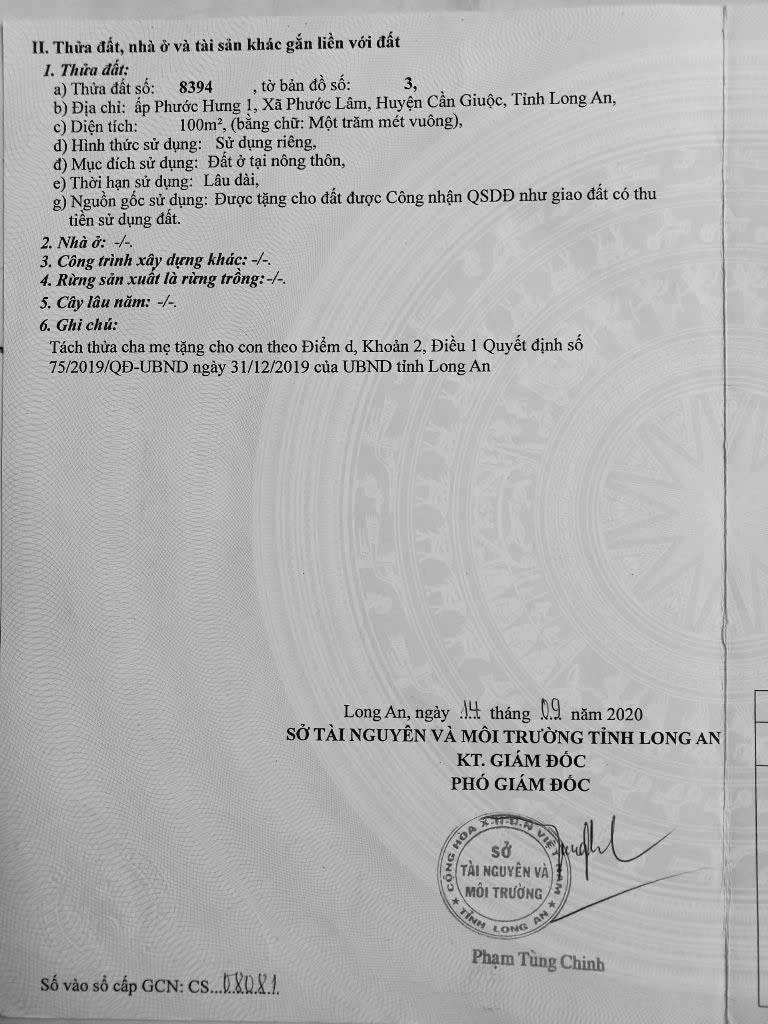 II. Thửa đất, nhà ở và tài sản khác gắn liền với đất
1. Thửa đất:
a) Thửa đất số: 8394 , tờ bản đồ số: 3,
b) Địa chỉ: ấp Phước Hưng 1, Xã Phước Lâm, Huyện Cần Giuộc, Tỉnh Long An,
c) Diện tích: 100m², (bằng chữ: Một trăm mét vuông),
d) Hình thức sử dụng: Sử dụng riêng,
đ) Mục đích sử dụng: Đất ở tại nông thôn,
e) Thời hạn sử dụng: Lâu dài,
g) Nguồn gốc sử dụng: Được tặng cho đất được Công nhận QSDĐ như giao đất có thu
tiền sử dụng đất.
2. Nhà ở: -/-.
3. Công trình xây dựng khác: -/-.
4. Rừng sản xuất là rừng trồng:-/-.
5. Cây lâu năm: -/-.
6. Ghi chú:
Tách thửa cha mẹ tặng cho con theo Điểm d, Khoản 2, Điều 1 Quyết định số
75/2019/QĐ-UBND ngày 31/12/2019 của UBND tỉnh Long An
Long An, ngày 14 tháng 09 năm 2020
SỞ TÀI NGUYÊN VÀ MÔI TRƯỜNG TỈNH LONG AN
KT. GIÁM ĐỐC
PHÓ GIÁM ĐỐC
CỘNG HÒA X.H.C.N VIỆT NAM
SỞ
TÀI NGUYÊN VÀ
MÔI TRƯỜNG
★ TỈNH LONG AN ★
Phạm Tùng Chinh
Số vào sổ cấp GCN: CS...08081